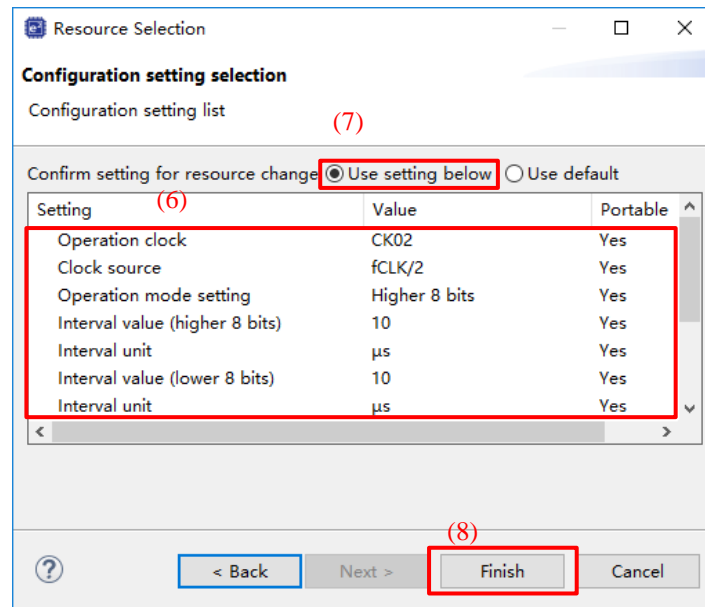 Resource Selection
Configuration setting selection
Configuration setting list
(7)
Confirm setting for resource change Use setting below Use default
(6)
Setting Value Portable
Operation clock CK02 Yes
Clock source fCLK/2 Yes
Operation mode setting Higher 8 bits Yes
Interval value (higher 8 bits) 10 Yes
Interval unit µs Yes
Interval value (lower 8 bits) 10 Yes
Interval unit µs Yes
(8)
< Back Next > Finish Cancel